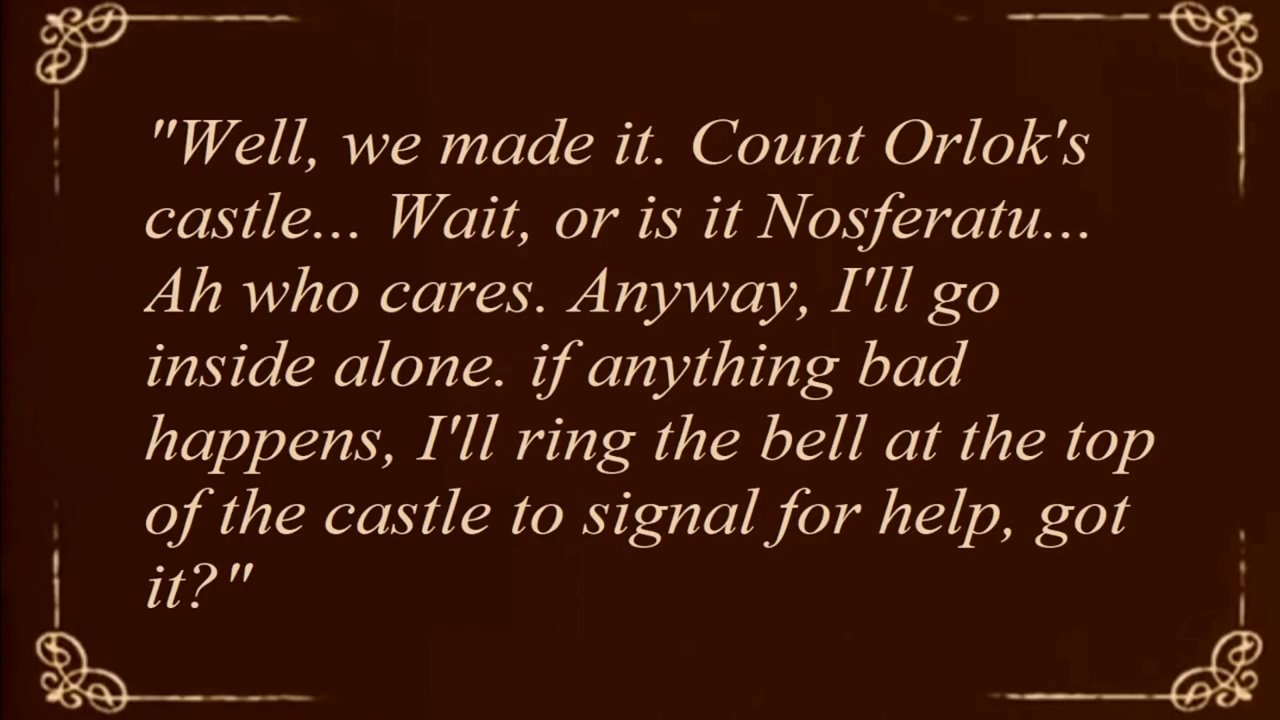 "Well, we made it. Count Orlok's
castle... Wait, or is it Nosferatu...
Ah who cares. Anyway, I'll go
inside alone. if anything bad
happens, I'll ring the bell at the top
of the castle to signal for help, got
it?"